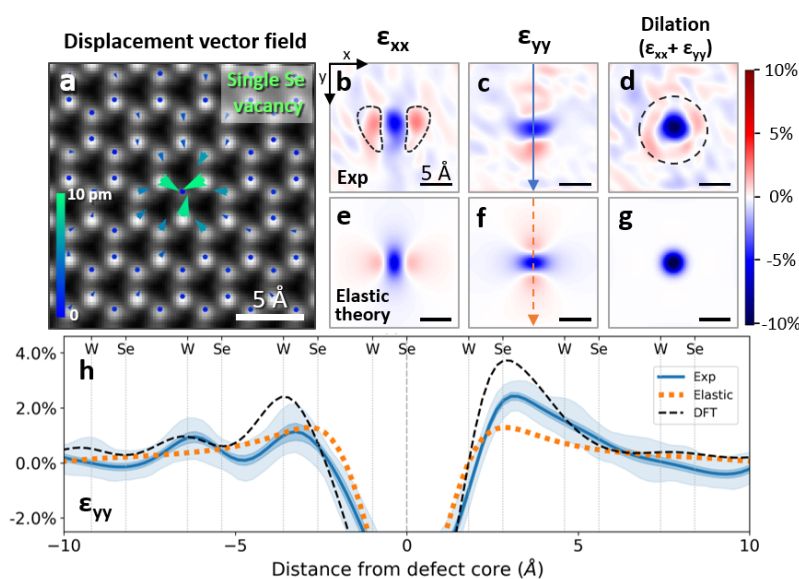 Displacement vector field
εxx
εyy
Dilation
(εxx+ εyy)
a
Single Se
vacancy
10 pm
0
5 Å
x
y
b
Exp
5 Å
c
d
e
Elastic
theory
f
g
10%
5%
0%
-5%
-10%
W Se W Se W Se W Se W Se
h
4.0%
2.0%
0.0%
-2.0%
Exp
Elastic
DFT
εyy
−10 −5 0 5 10
Distance from defect core (Å)